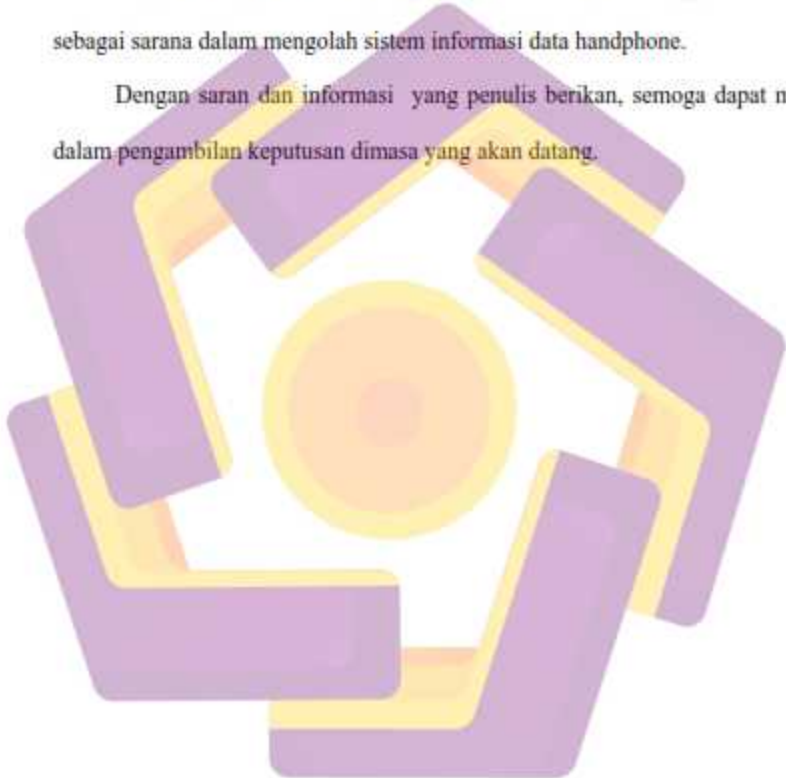 sebagai sarana dalam mengolah sistem informasi data handphone.
Dengan saran dan informasi yang penulis berikan, semoga dapat
dalam pengambilan keputusan dimasa yang akan datang.